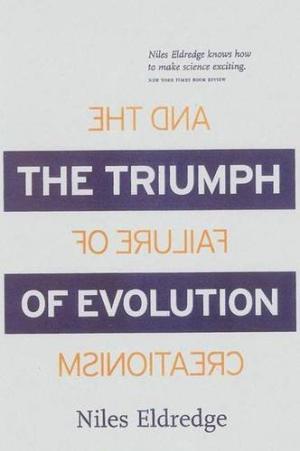 Niles Eldredge knows how
to make science exciting.
NEW YORK TIMES BOOK REVIEW
AND THE
THE TRIUMPH
FAILURE OF
OF EVOLUTION
CREATIONISM
Niles Eldredge